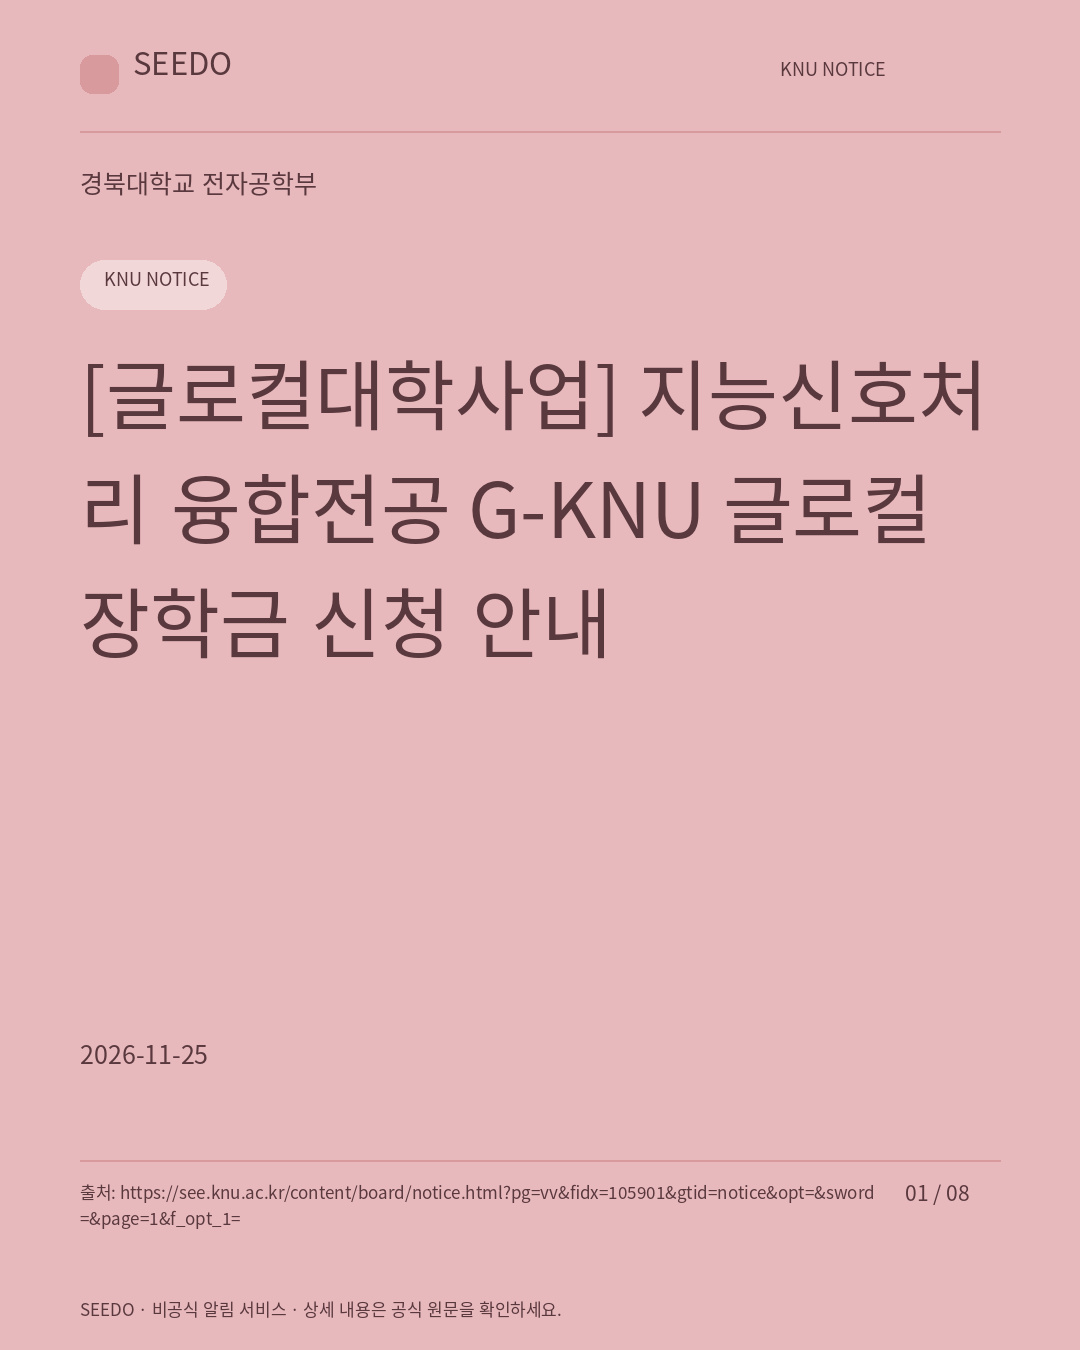 SEEDO
KNU NOTICE
경북대학교 전자공학부
KNU NOTICE
[글로컬대학사업] 지능신호처
리 융합전공 G-KNU 글로컬
장학금 신청 안내
2026-11-25
출처: https://see.knu.ac.kr/content/board/notice.html?pg=vv&fidx=105901&gtid=notice&opt=&sword
=&page=1&f_opt_1=
01 / 08
SEEDO · 비공식 알림 서비스 · 상세 내용은 공식 원문을 확인하세요.